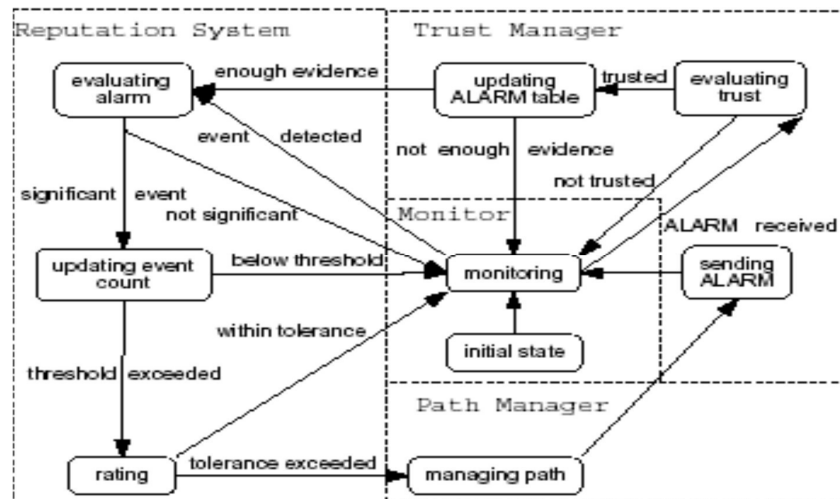 Reputation System
Trust Manager
evaluating
alarm
enough evidence
updating
ALARM table
trusted
evaluating
trust
event detected
not enough evidence
significant event
not significant
not trusted
Monitor
ALARM received
updating event
count
below threshold
monitoring
sending
ALARM
within tolerance
initial state
threshold exceeded
Path Manager
rating
tolerance exceeded
managing path